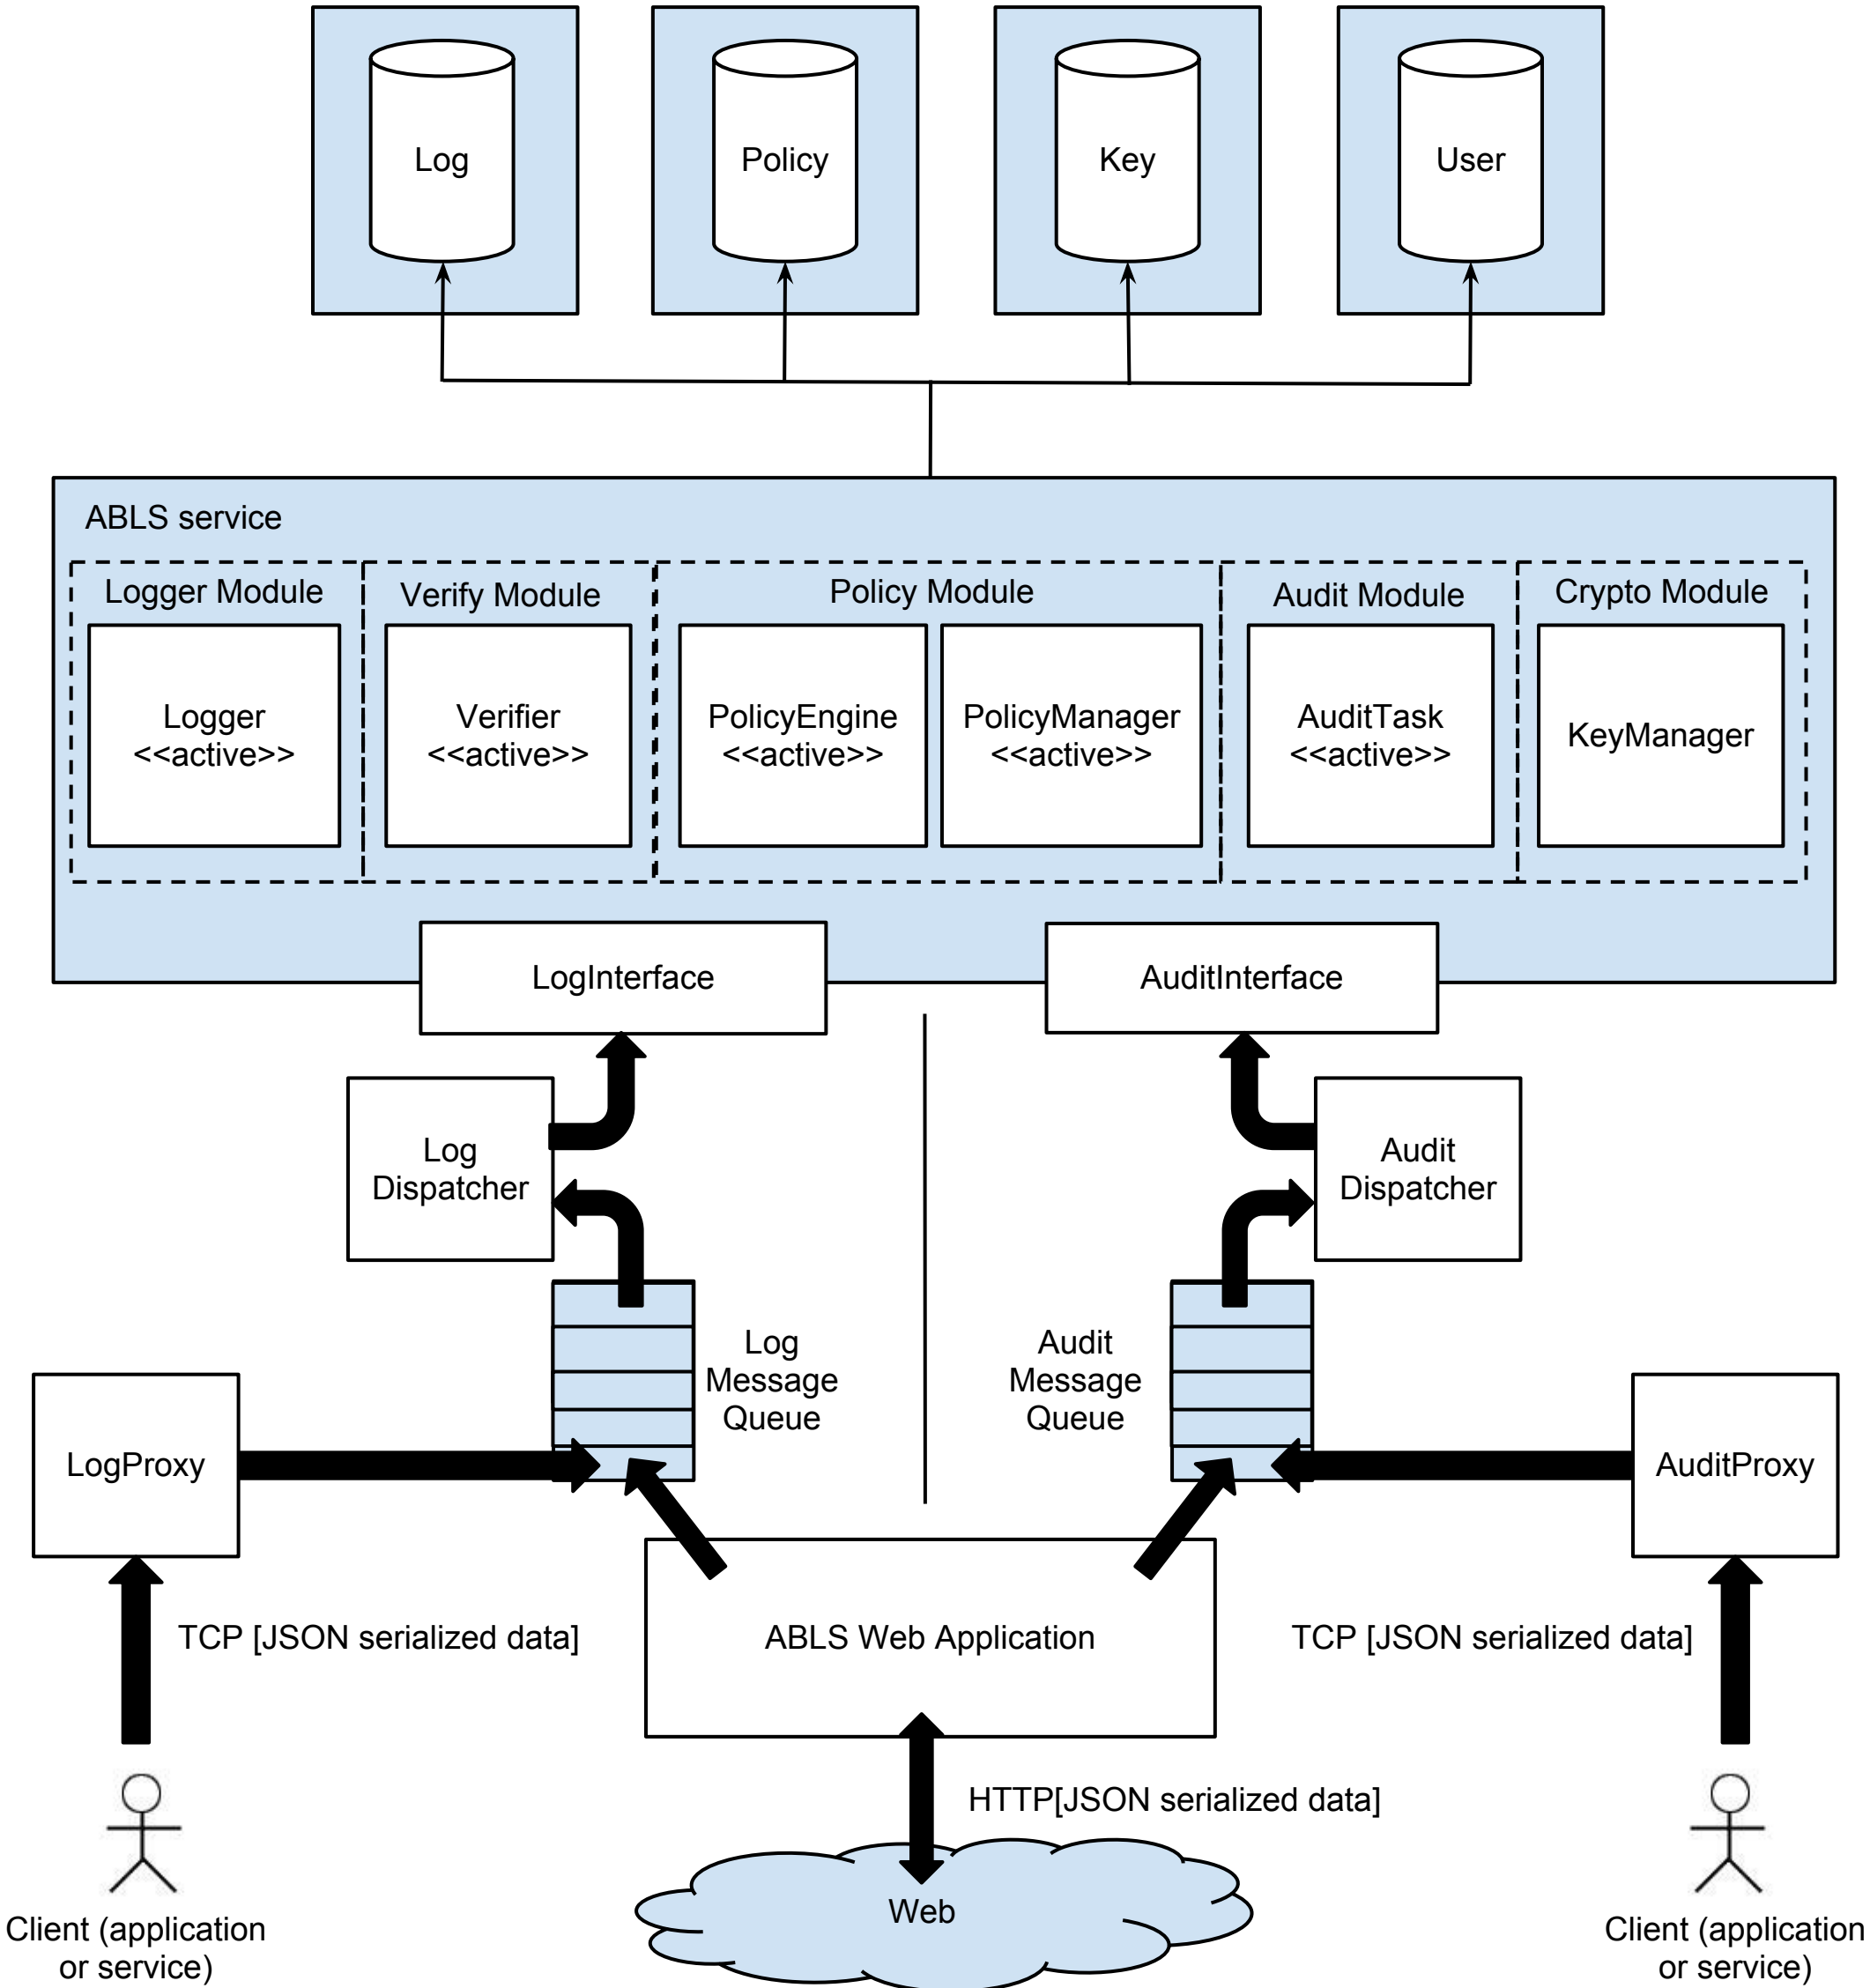 Log
Policy
Key
User
ABLS service
Logger Module
Verify Module
Policy Module
Audit Module
Crypto Module
Logger
<<active>>
Verifier
<<active>>
PolicyEngine
<<active>>
PolicyManager
<<active>>
AuditTask
<<active>>
KeyManager
LogInterface
AuditInterface
Log
Dispatcher
Audit
Dispatcher
Log
Message
Queue
Audit
Message
Queue
LogProxy
AuditProxy
TCP [JSON serialized data]
ABLS Web Application
TCP [JSON serialized data]
HTTP[JSON serialized data]
Web
Client (application
or service)
Client (application
or service)